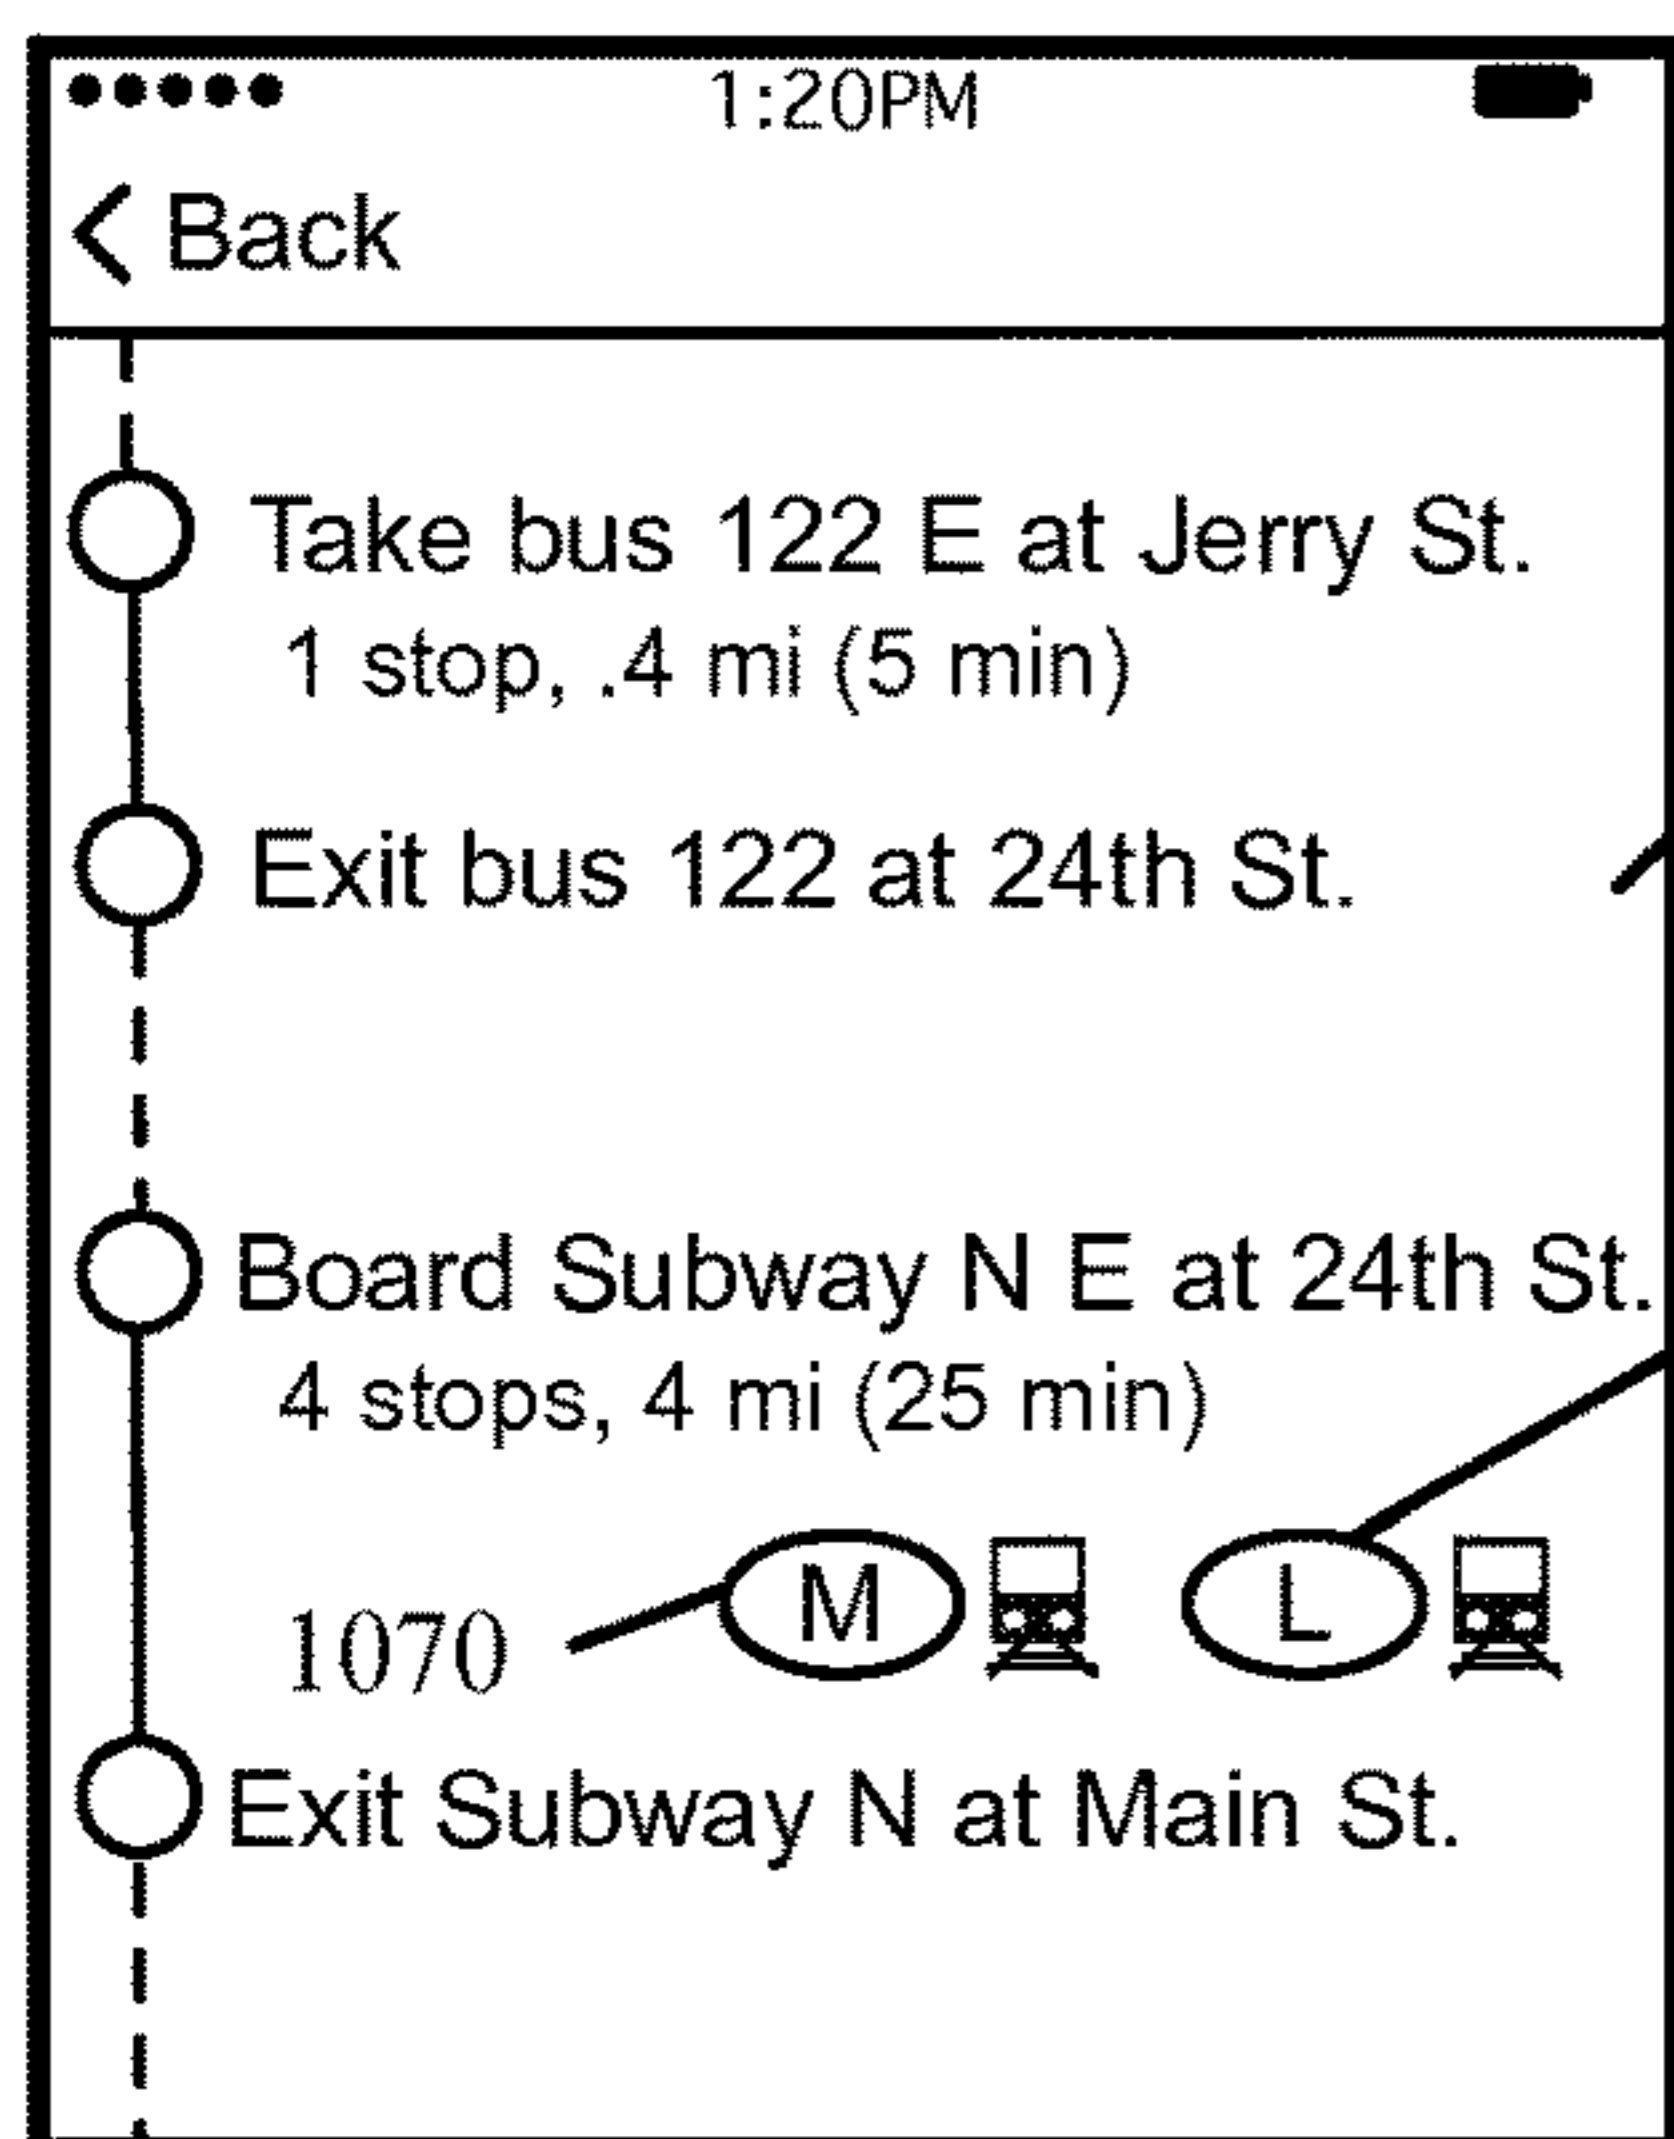 1:20PM
Back
Take bus 122 E at Jerry St.
1 stop, .4 mi (5 min)
Exit bus 122 at 24th St.
Board Subway N E at 24th St.
4 stops, 4 mi (25 min)
1070 M L
Exit Subway N at Main St.